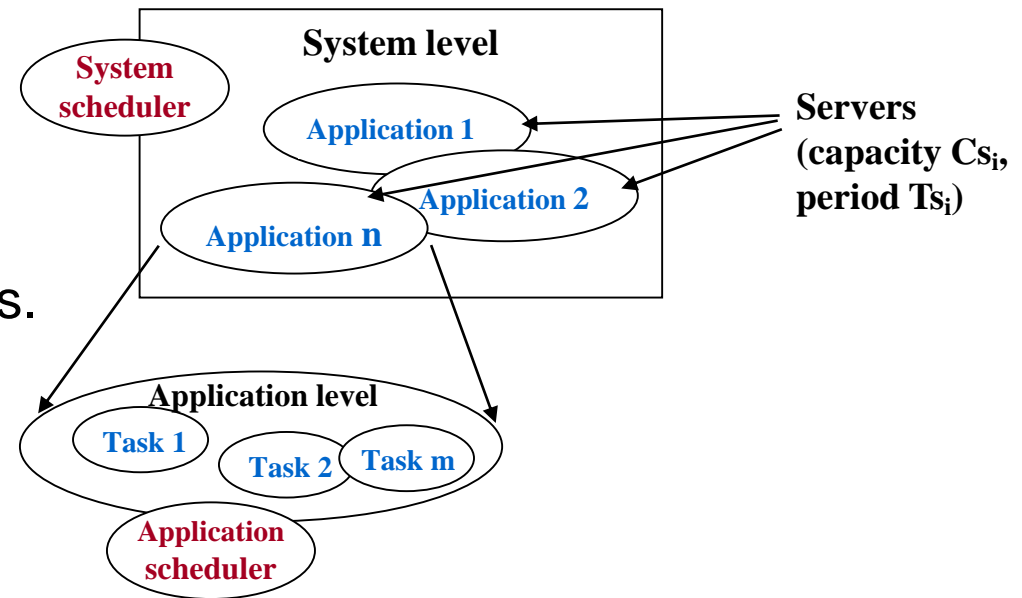 System level
System
scheduler
Application 1
Servers
(capacity Csᵢ,
period Tsᵢ)
Application 2
Application n
s.
Application level
Task 1
Task 2
Task m
Application
scheduler